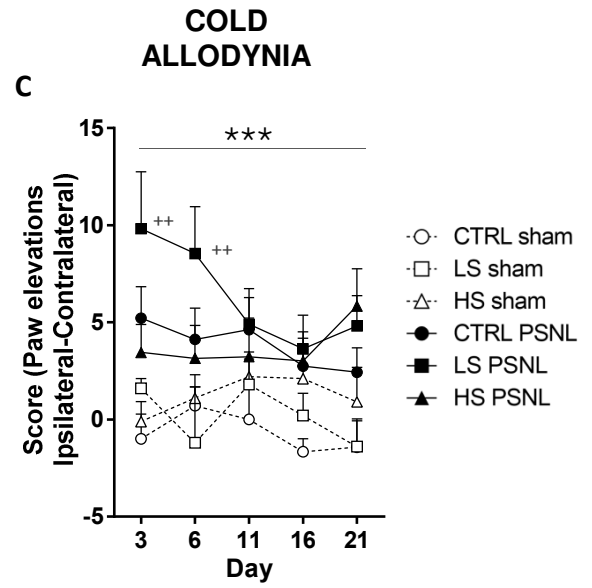 COLD
ALLODYNIA
C
Score (Paw elevations
Ipsilateral-Contralateral)
15
10
5
0
-5
***
++
++
3 6 11 16 21
Day
CTRL sham
LS sham
HS sham
CTRL PSNL
LS PSNL
HS PSNL